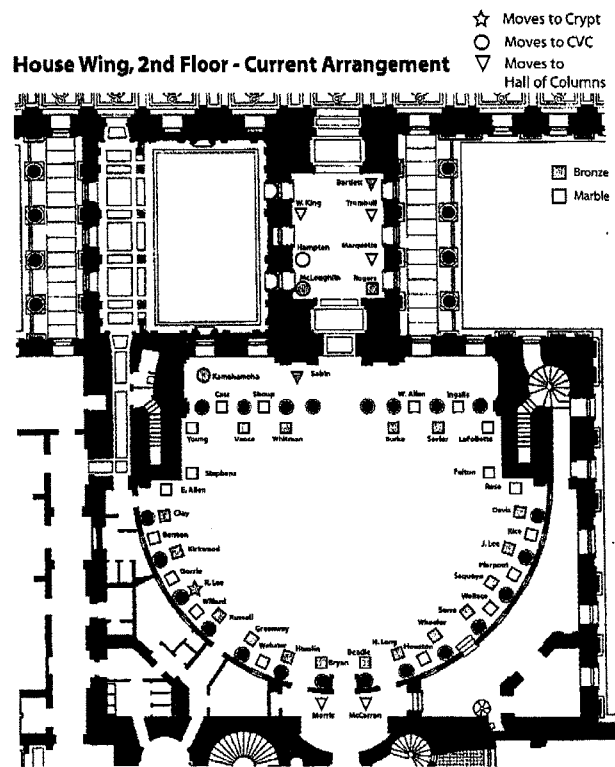 Moves to Crypt
Moves to CVC
Moves to
Hall of Columns
House Wing, 2nd Floor - Current Arrangement
Bronze
Marble
Bartlett
W. King
Trumbull
Hampton
Marquette
McLoughlin
Rogers
Kamehameha
Sabin
Cass
Shoup
W. Allen
Ingalls
Young
Vance
Whitman
Burke
Sevier
LaFollette
Stephens
Fulton
E. Allen
Rose
Clay
Davis
Benton
Rice
Kirkwood
J. Lee
Gorrie
Pierpont
R. Lee
Sequoya
Willard
Wallace
Russell
Serra
Greenway
Wheeler
Webster
Hamlin
H. Long
Houston
Bryan
Beadle
Morris
McCarran